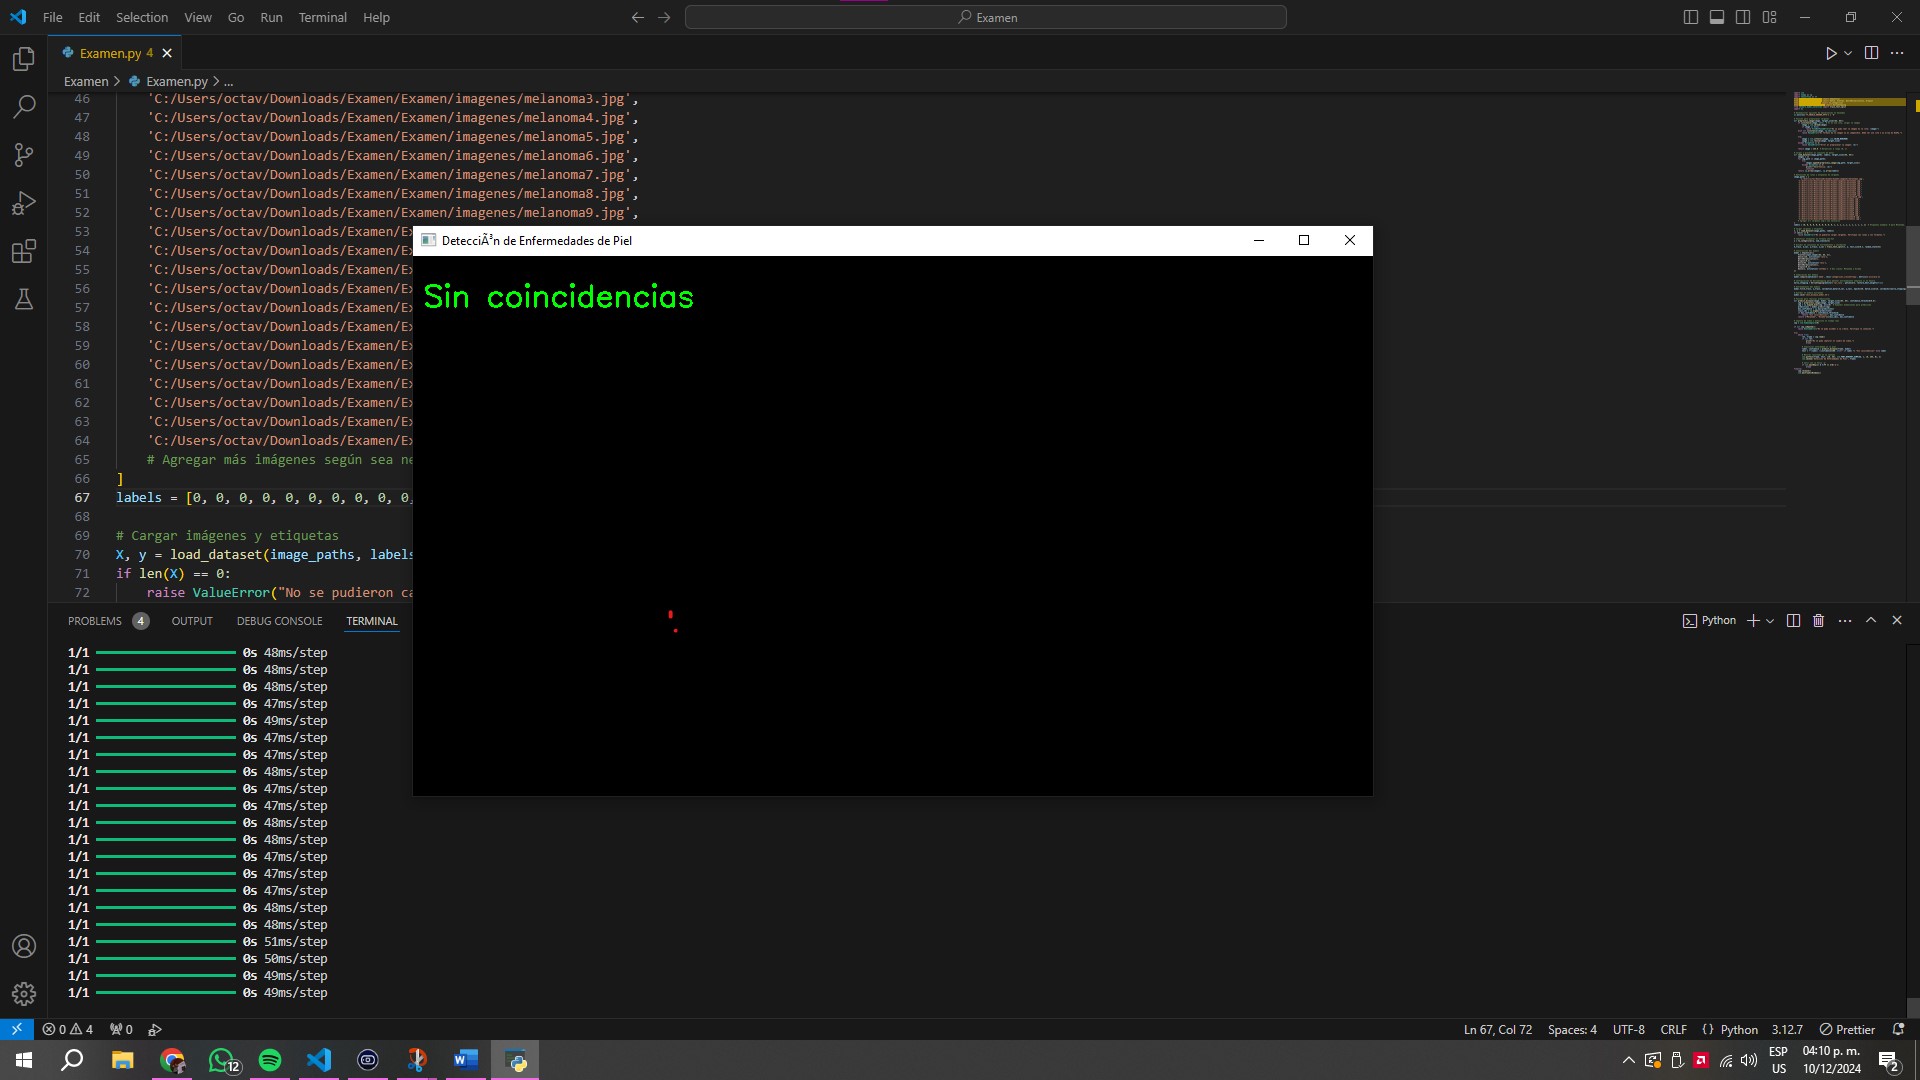 File Edit Selection View Go Run Terminal Help
Examen
Examen.py 4
Examen > Examen.py > ...
46 'C:/Users/octav/Downloads/Examen/Examen/imagenes/melanoma3.jpg',
47 'C:/Users/octav/Downloads/Examen/Examen/imagenes/melanoma4.jpg',
48 'C:/Users/octav/Downloads/Examen/Examen/imagenes/melanoma5.jpg',
49 'C:/Users/octav/Downloads/Examen/Examen/imagenes/melanoma6.jpg',
50 'C:/Users/octav/Downloads/Examen/Examen/imagenes/melanoma7.jpg',
51 'C:/Users/octav/Downloads/Examen/Examen/imagenes/melanoma8.jpg',
52 'C:/Users/octav/Downloads/Examen/Examen/imagenes/melanoma9.jpg',
53 'C:/Users/octav/Downloads/Examen/Ex
54 'C:/Users/octav/Downloads/Examen/Ex
55 'C:/Users/octav/Downloads/Examen/Ex
56 'C:/Users/octav/Downloads/Examen/Ex
57 'C:/Users/octav/Downloads/Examen/Ex
58 'C:/Users/octav/Downloads/Examen/Ex
59 'C:/Users/octav/Downloads/Examen/Ex
60 'C:/Users/octav/Downloads/Examen/Ex
61 'C:/Users/octav/Downloads/Examen/Ex
62 'C:/Users/octav/Downloads/Examen/Ex
63 'C:/Users/octav/Downloads/Examen/Ex
64 'C:/Users/octav/Downloads/Examen/Ex
65 # Agregar más imágenes según sea ne
66 ]
67 labels = [0, 0, 0, 0, 0, 0, 0, 0, 0, 0,
68
69 # Cargar imágenes y etiquetas
70 X, y = load_dataset(image_paths, labels
71 if len(X) == 0:
72 raise ValueError("No se pudieron ca
DetecciÃ³n de Enfermedades de Piel
Sin coincidencias
PROBLEMS 4 OUTPUT DEBUG CONSOLE TERMINAL
Python
1/1 0s 48ms/step
1/1 0s 48ms/step
1/1 0s 48ms/step
1/1 0s 47ms/step
1/1 0s 49ms/step
1/1 0s 47ms/step
1/1 0s 47ms/step
1/1 0s 48ms/step
1/1 0s 47ms/step
1/1 0s 47ms/step
1/1 0s 48ms/step
1/1 0s 48ms/step
1/1 0s 47ms/step
1/1 0s 47ms/step
1/1 0s 47ms/step
1/1 0s 48ms/step
1/1 0s 48ms/step
1/1 0s 51ms/step
1/1 0s 50ms/step
1/1 0s 49ms/step
1/1 0s 49ms/step
0 4 0
Ln 67, Col 72 Spaces: 4 UTF-8 CRLF { } Python 3.12.7 Prettier
12
ESP
US
04:10 p. m.
10/12/2024
2